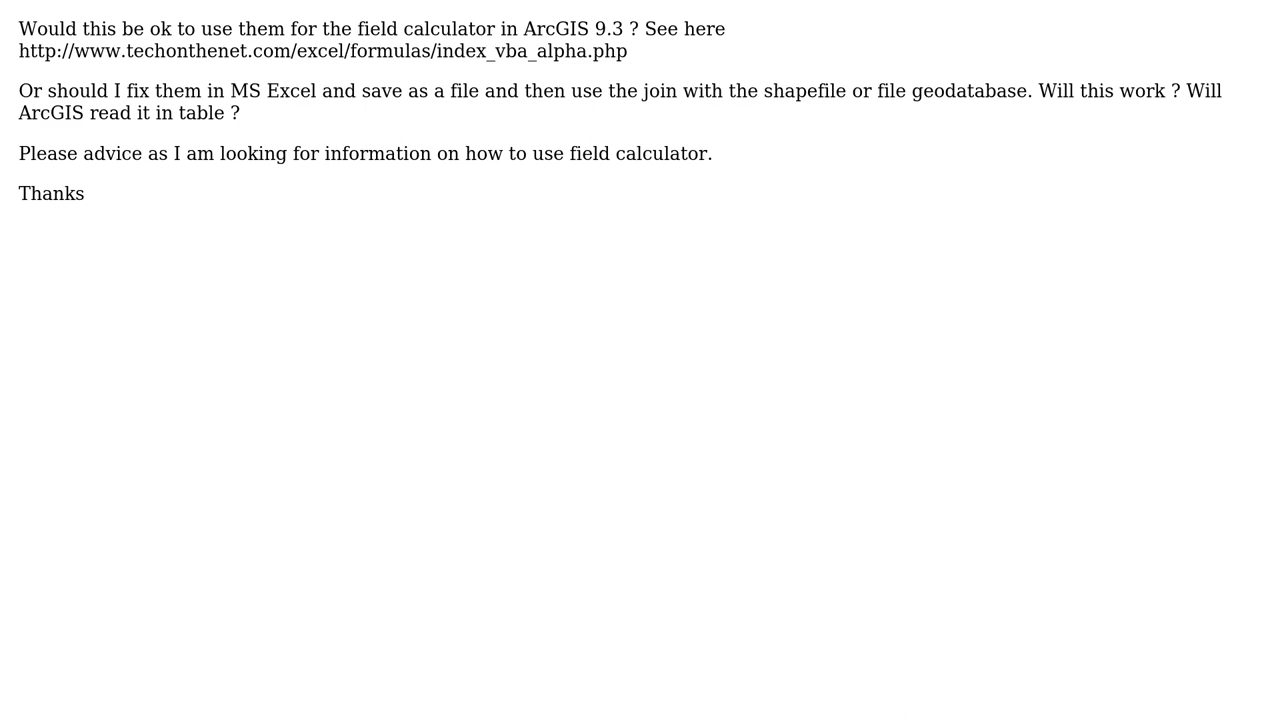 Would this be ok to use them for the field calculator in ArcGIS 9.3 ? See here
http://www.techonthenet.com/excel/formulas/index_vba_alpha.php
Or should I fix them in MS Excel and save as a file and then use the join with the shapefile or file geodatabase. Will this work ? Will
ArcGIS read it in table ?
Please advice as I am looking for information on how to use field calculator.
Thanks